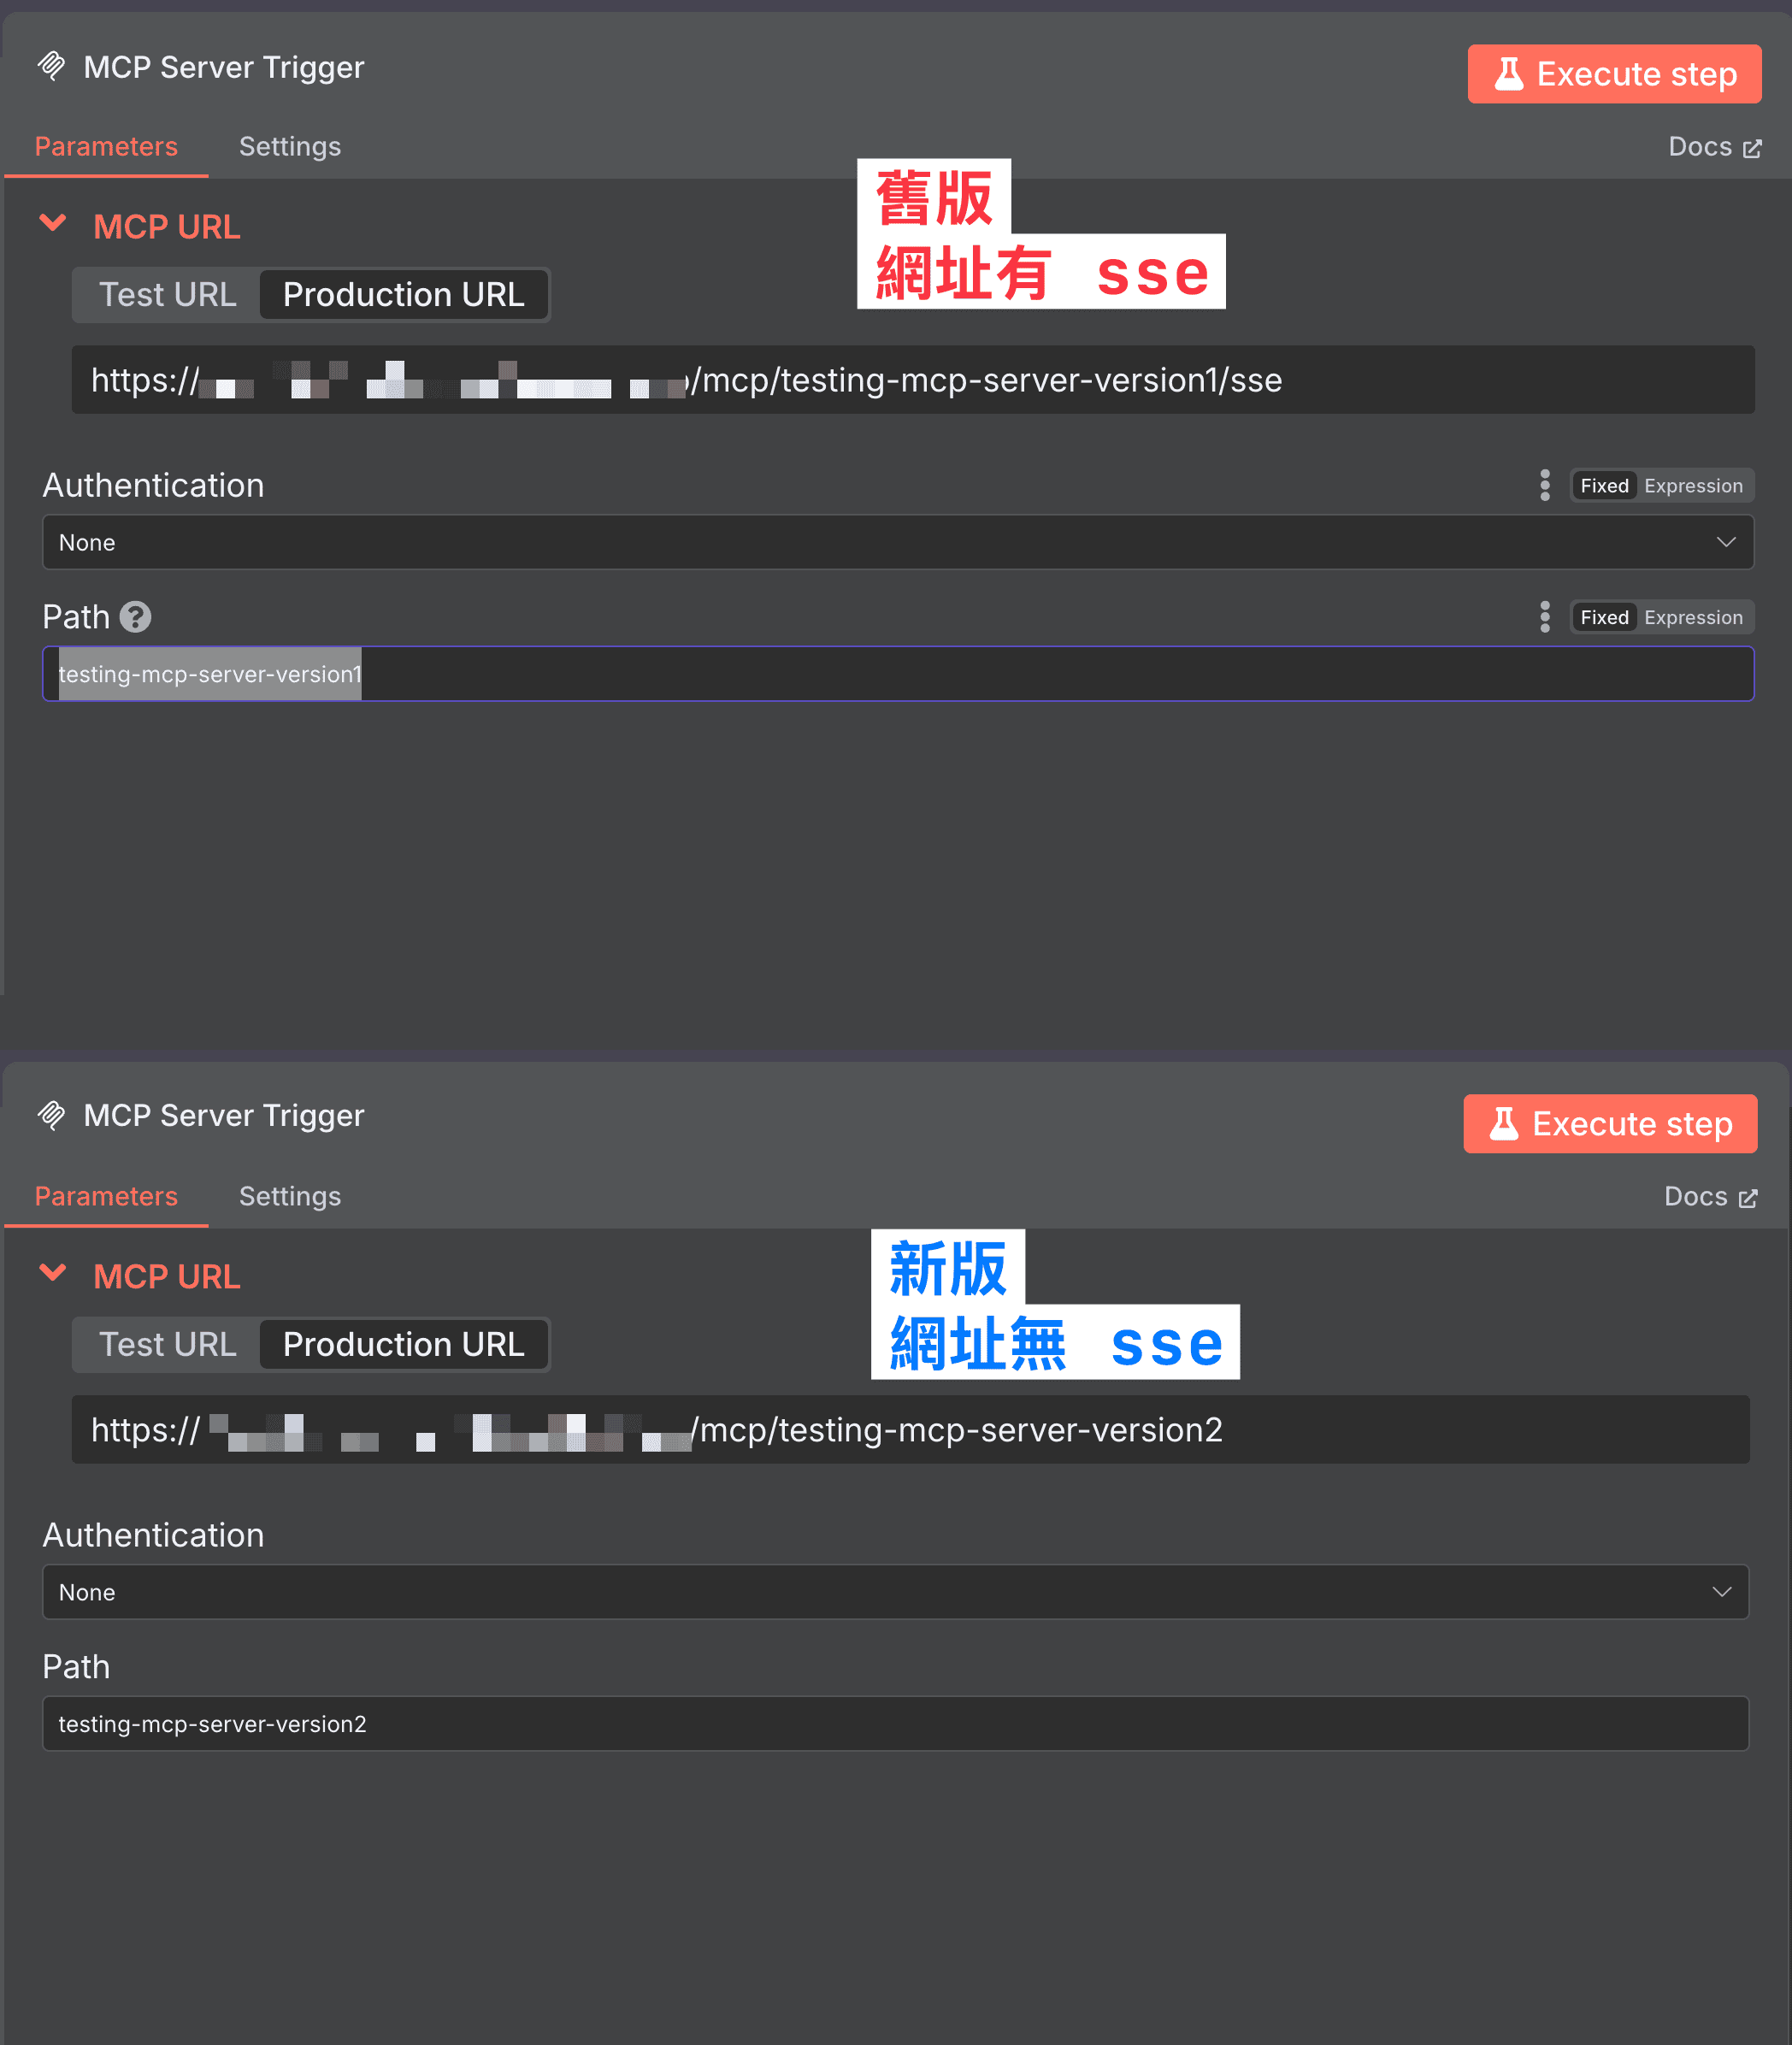 MCP Server Trigger
Execute step
Parameters
Settings
Docs
舊版
網址有 sse
MCP URL
Test URL
Production URL
https:// /mcp/testing-mcp-server-version1/sse
Authentication
Fixed
Expression
None
Path
Fixed
Expression
testing-mcp-server-version1
MCP Server Trigger
Execute step
Parameters
Settings
Docs
新版
網址無 sse
MCP URL
Test URL
Production URL
https:// /mcp/testing-mcp-server-version2
Authentication
None
Path
testing-mcp-server-version2